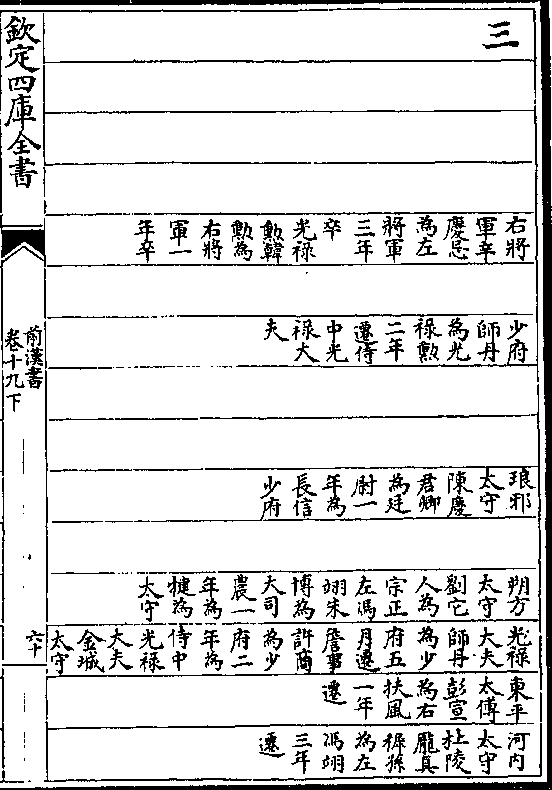 三
右將軍辛慶忌為左將軍三年卒
光祿勲韓勲為右將軍一年卒
少府師丹為光祿勲二年遷侍中光祿大夫
琅邪太守陳慶君卿為廷尉一年為長信少府
朔方太守劉它人為宗正
左馮翊朱博為大司農一年為犍為太守
光祿大夫師丹為少府五月遷
詹事許商為少府二年為侍中光祿大夫
金城太守
東平太傅彭宣為右扶風一年遷
河内太守杜陵龐真穉孫為左馮翊三年遷
欽定四庫全書
前漢書
卷十九下
六十